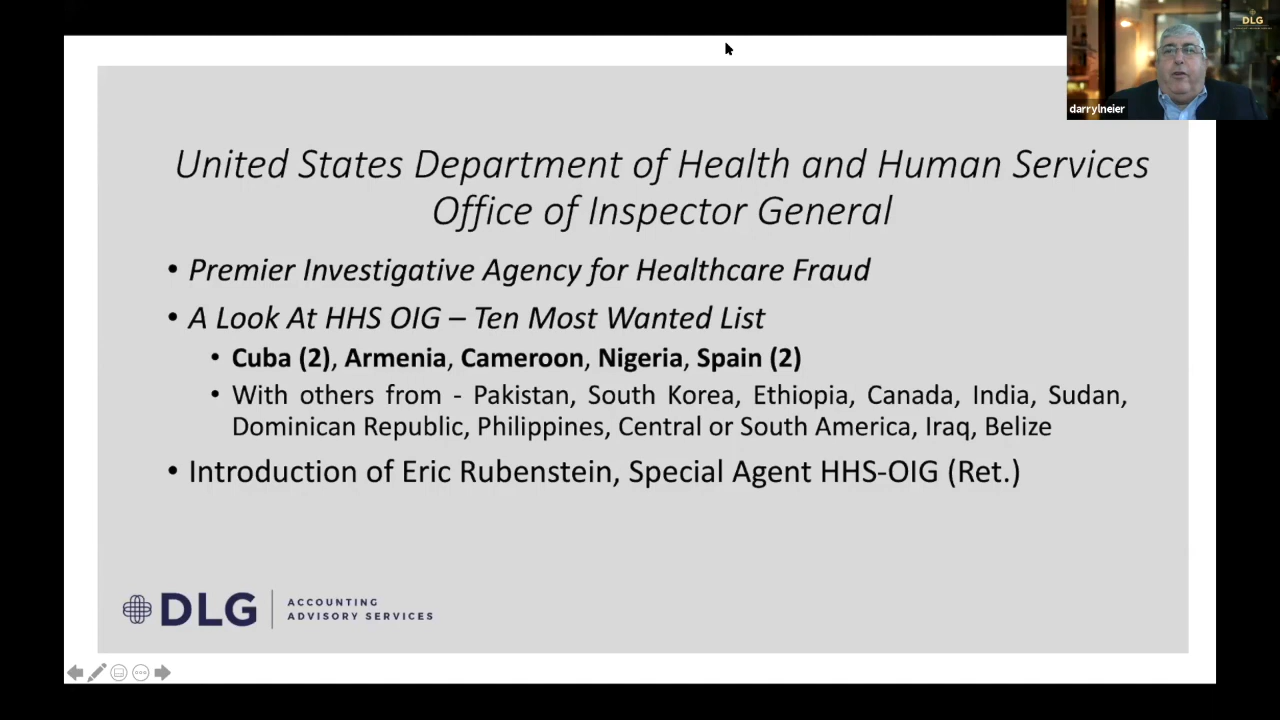 DLG
darrylneier
United States Department of Health and Human Services
Office of Inspector General
• Premier Investigative Agency for Healthcare Fraud
• A Look At HHS OIG – Ten Most Wanted List
• Cuba (2), Armenia, Cameroon, Nigeria, Spain (2)
• With others from - Pakistan, South Korea, Ethiopia, Canada, India, Sudan,
Dominican Republic, Philippines, Central or South America, Iraq, Belize
• Introduction of Eric Rubenstein, Special Agent HHS-OIG (Ret.)
DLG
ACCOUNTING
ADVISORY SERVICES